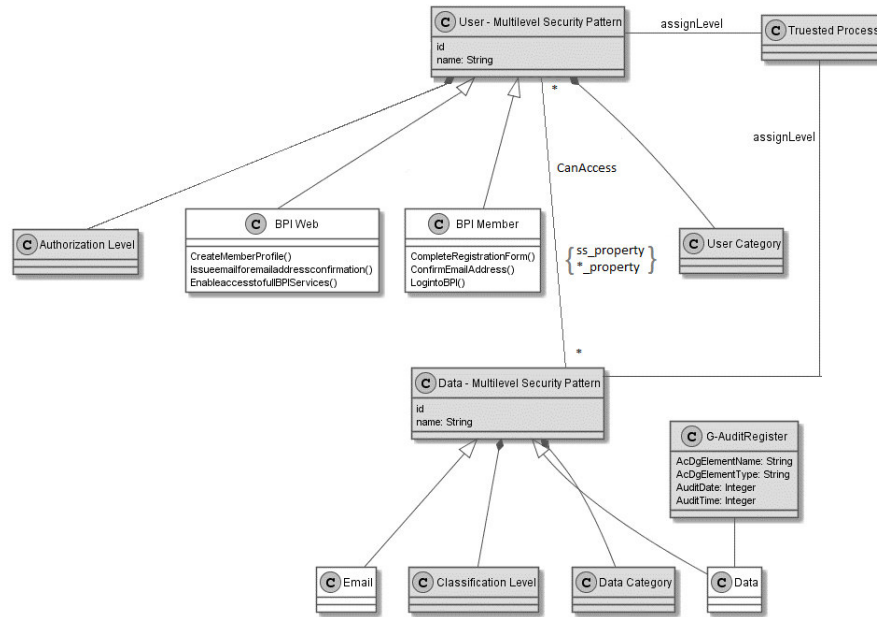 C User - Multilevel Security Pattern
id
name: String
assignLevel
C Truested Process
assignLevel
*
CanAccess
C Authorization Level
C BPI Web
CreateMemberProfile()
Issueemailforemailaddressconfirmation()
EnableaccesstofullBPIServices()
C BPI Member
CompleteRegistrationForm()
ConfirmEmailAddress()
LogintoBPI()
{ ss_property
*_property }
C User Category
*
C Data - Multilevel Security Pattern
id
name: String
C G-AuditRegister
AcDgElementName: String
AcDgElementType: String
AuditDate: Integer
AuditTime: Integer
C Email
C Classification Level
C Data Category
C Data